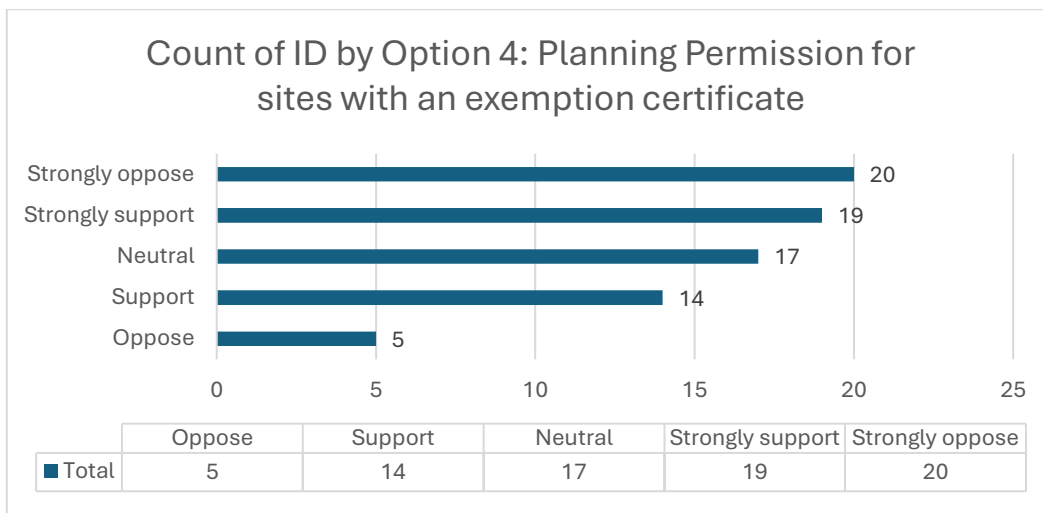 Count of ID by Option 4: Planning Permission for
sites with an exemption certificate
Strongly oppose 20
Strongly support 19
Neutral 17
Support 14
Oppose 5
0 5 10 15 20 25
Oppose Support Neutral Strongly support Strongly oppose
Total 5 14 17 19 20